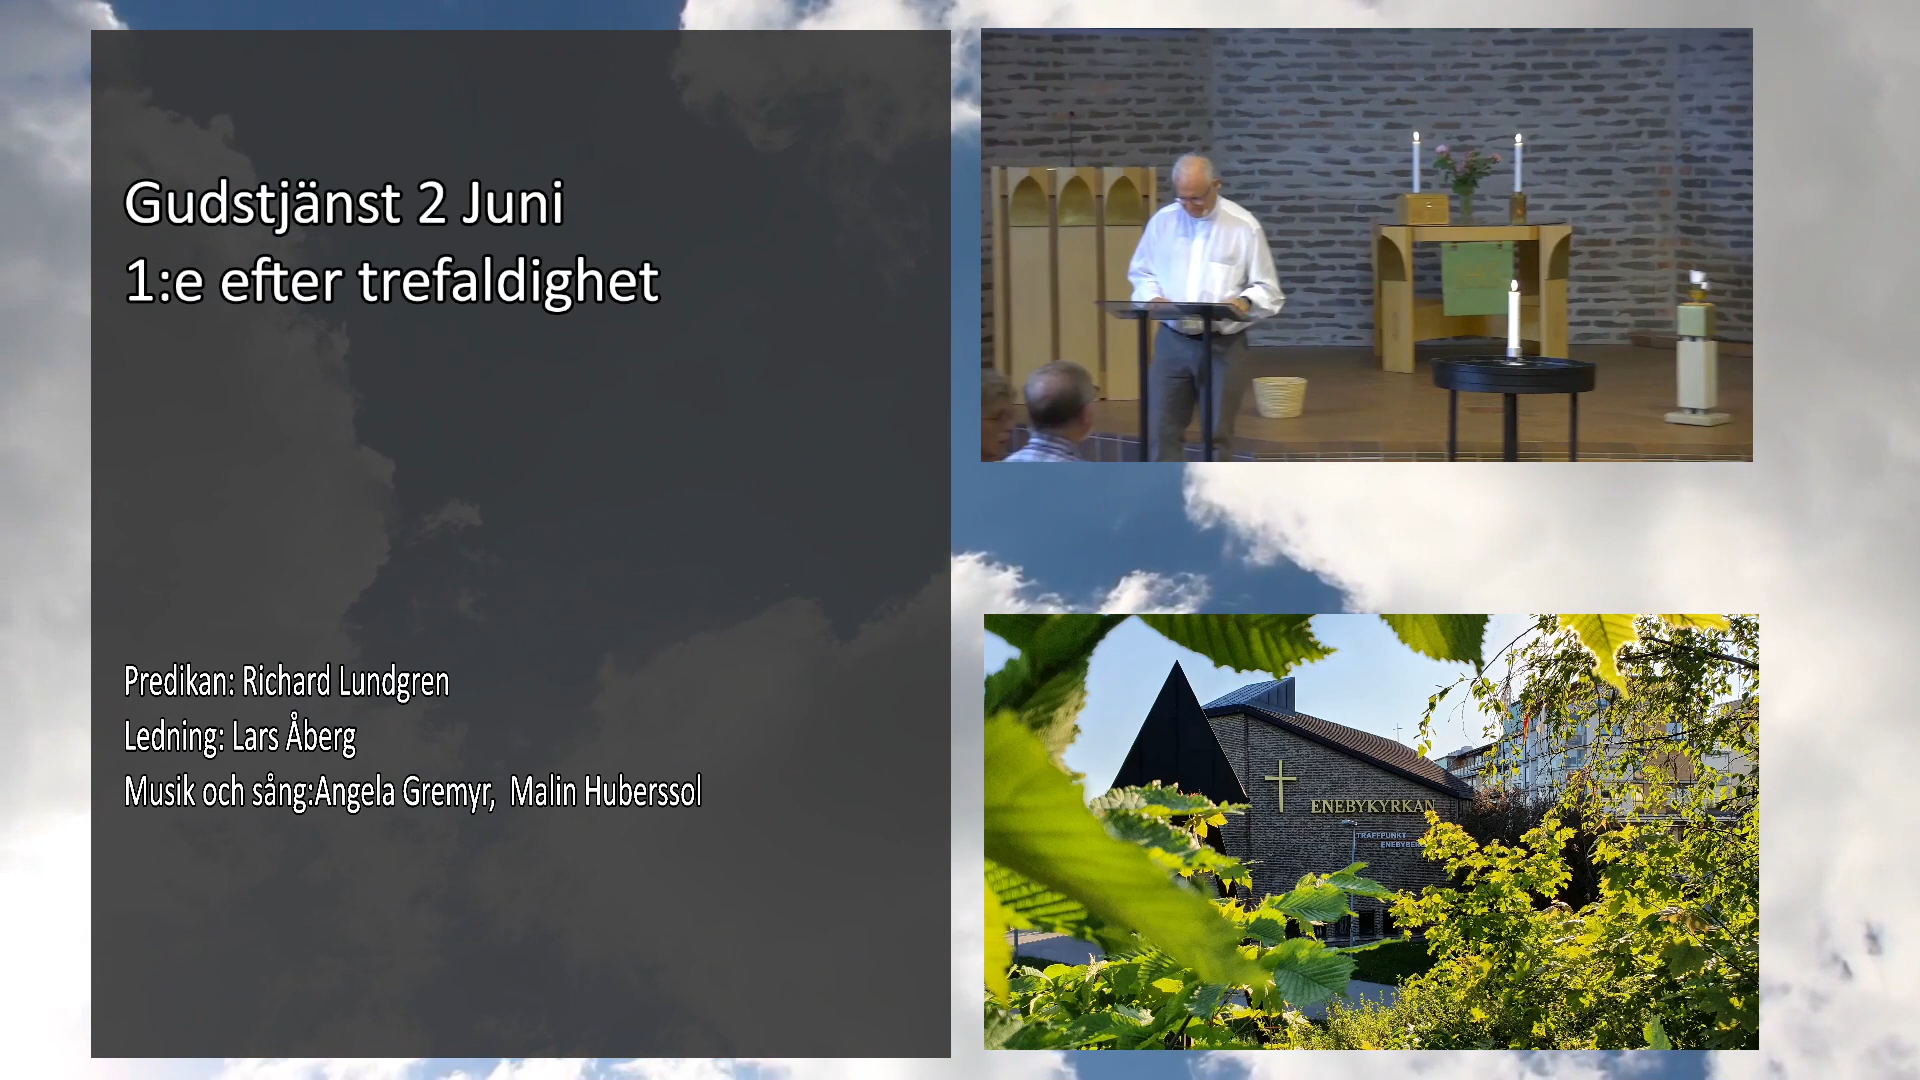 Gudstjänst 2 Juni
1:e efter trefaldighet
Predikan: Richard Lundgren
Ledning: Lars Åberg
Musik och sång:Angela Gremyr, Malin Huberssol
ENEBYKYRKAN
TRÄFFPUNKT